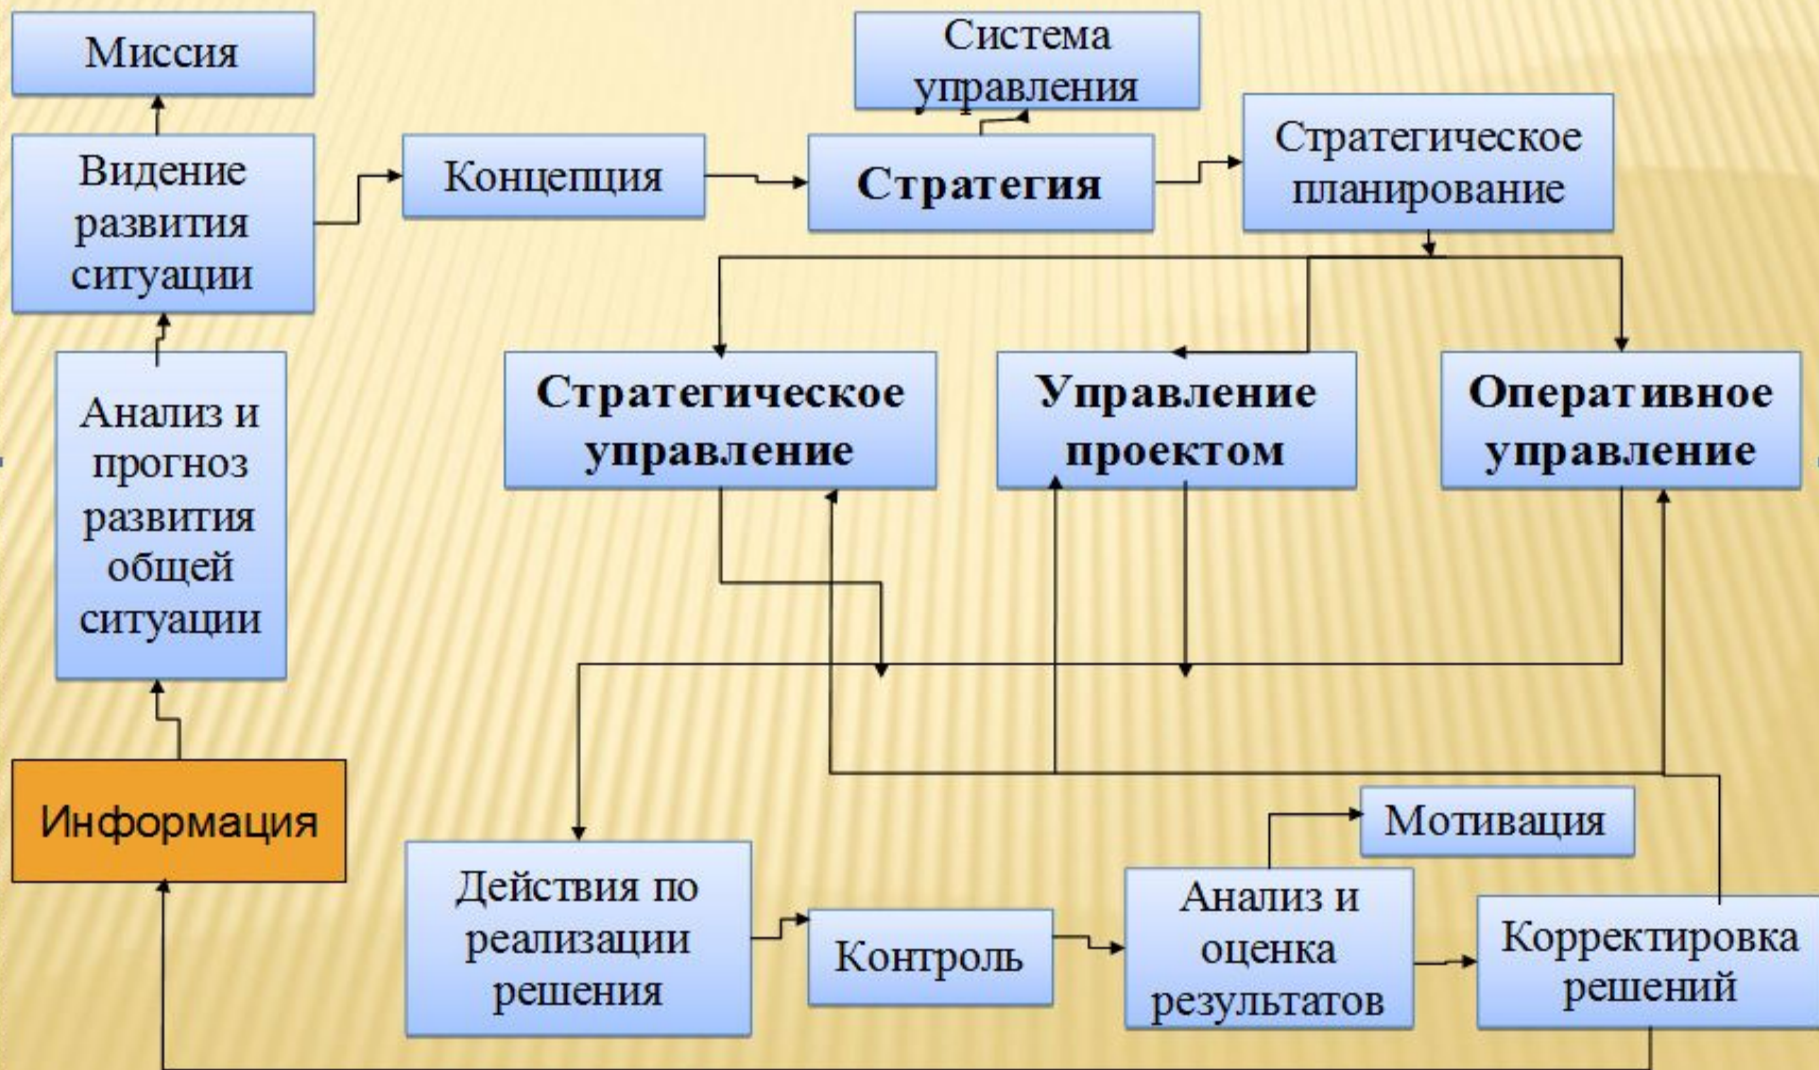 Миссия
Система
управления
Видение
развития
ситуации
Концепция
Стратегия
Стратегическое
планирование
Анализ и
прогноз
развития
общей
ситуации
Стратегическое
управление
Управление
проектом
Оперативное
управление
Информация
Действия по
реализации
решения
Контроль
Анализ и
оценка
результатов
Мотивация
Корректировка
решений